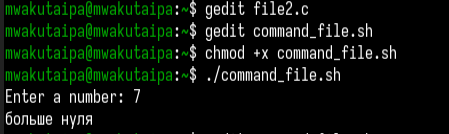 mwakutaipa@mwakutaipa:~$ gedit file2.c
mwakutaipa@mwakutaipa:~$ gedit command_file.sh
mwakutaipa@mwakutaipa:~$ chmod +x command_file.sh
mwakutaipa@mwakutaipa:~$ ./command_file.sh
Enter a number: 7
больше нуля